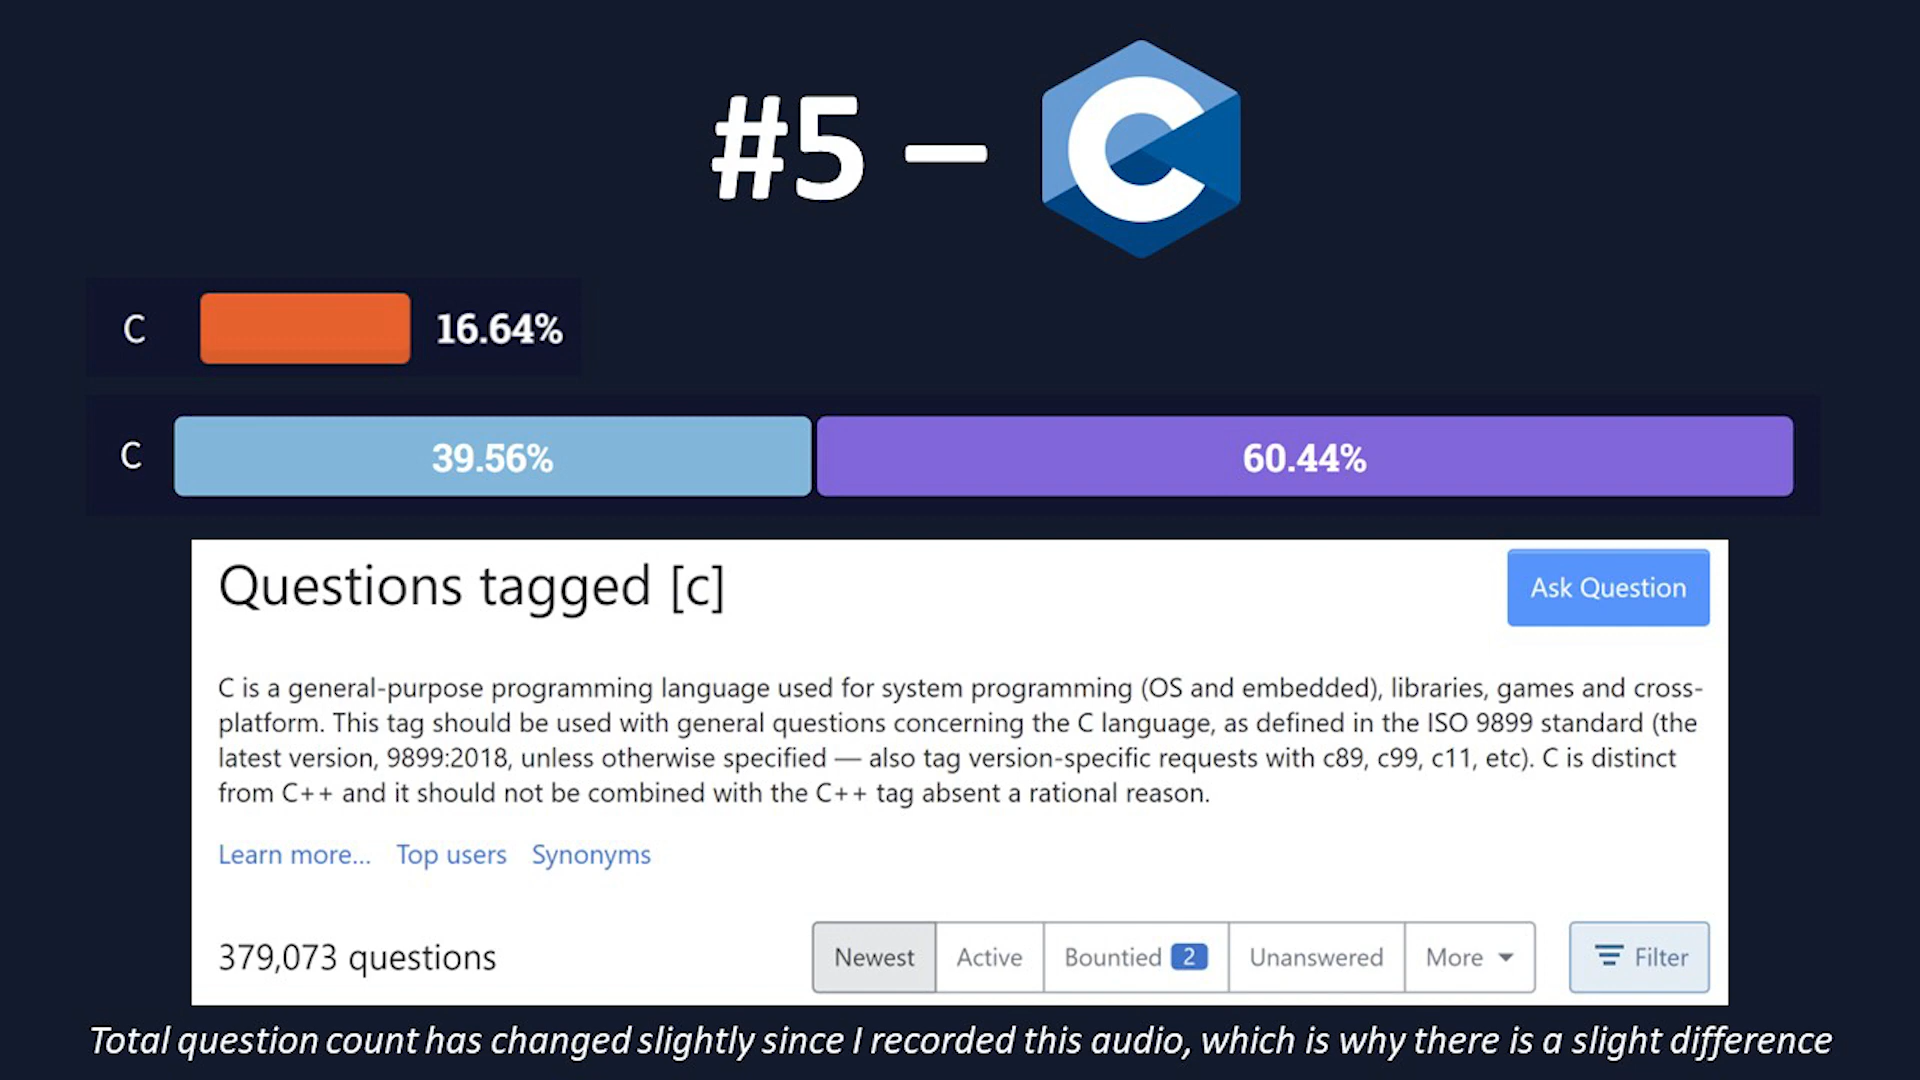 #5 – C
C 16.64%
C 39.56% 60.44%
Questions tagged [c]
Ask Question
C is a general-purpose programming language used for system programming (OS and embedded), libraries, games and cross-
platform. This tag should be used with general questions concerning the C language, as defined in the ISO 9899 standard (the
latest version, 9899:2018, unless otherwise specified — also tag version-specific requests with c89, c99, c11, etc). C is distinct
from C++ and it should not be combined with the C++ tag absent a rational reason.
Learn more... Top users Synonyms
379,073 questions Newest Active Bountied 2 Unanswered More Filter
Total question count has changed slightly since I recorded this audio, which is why there is a slight difference